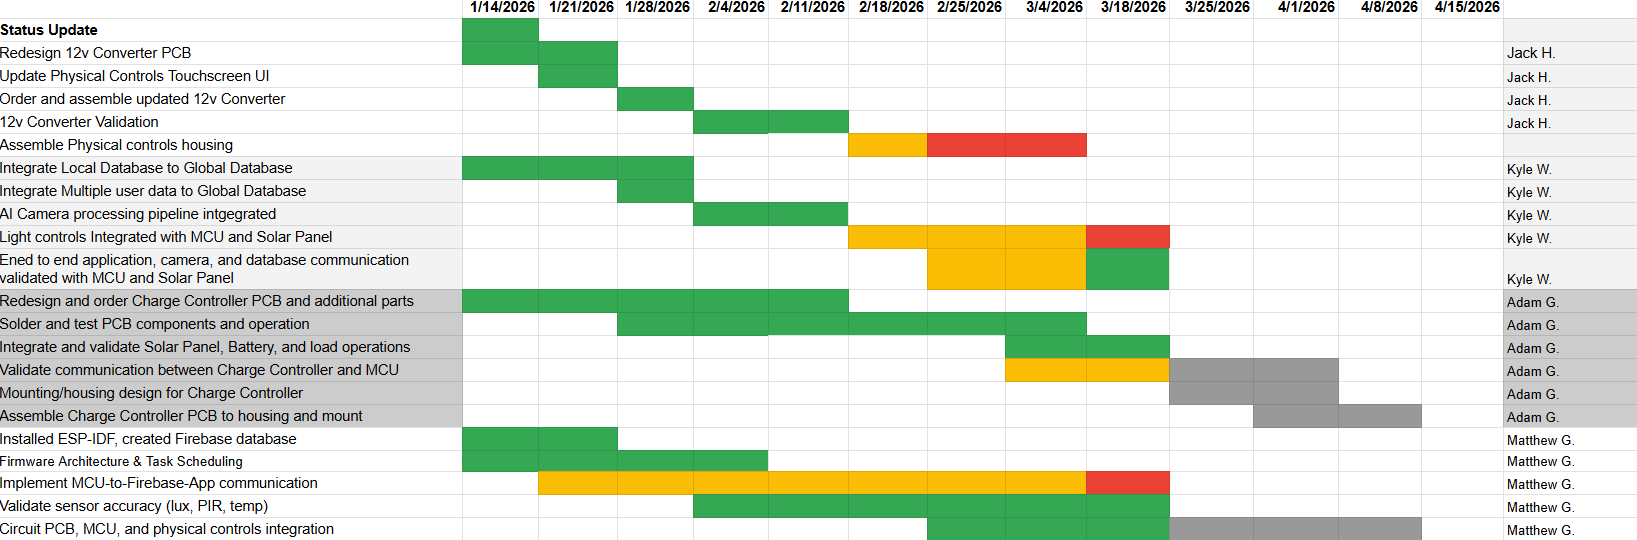 1/14/2026 1/21/2026 1/28/2026 2/4/2026 2/11/2026 2/18/2026 2/25/2026 3/4/2026 3/18/2026 3/25/2026 4/1/2026 4/8/2026 4/15/2026
Status Update
Redesign 12v Converter PCB Jack H.
Update Physical Controls Touchscreen UI Jack H.
Order and assemble updated 12v Converter Jack H.
12v Converter Validation Jack H.
Assemble Physical controls housing
Integrate Local Database to Global Database Kyle W.
Integrate Multiple user data to Global Database Kyle W.
AI Camera processing pipeline intgegrated Kyle W.
Light controls Integrated with MCU and Solar Panel Kyle W.
Ened to end application, camera, and database communication
validated with MCU and Solar Panel Kyle W.
Redesign and order Charge Controller PCB and additional parts Adam G.
Solder and test PCB components and operation Adam G.
Integrate and validate Solar Panel, Battery, and load operations Adam G.
Validate communication between Charge Controller and MCU Adam G.
Mounting/housing design for Charge Controller Adam G.
Assemble Charge Controller PCB to housing and mount Adam G.
Installed ESP-IDF, created Firebase database Matthew G.
Firmware Architecture & Task Scheduling Matthew G.
Implement MCU-to-Firebase-App communication Matthew G.
Validate sensor accuracy (lux, PIR, temp) Matthew G.
Circuit PCB, MCU, and physical controls integration Matthew G.